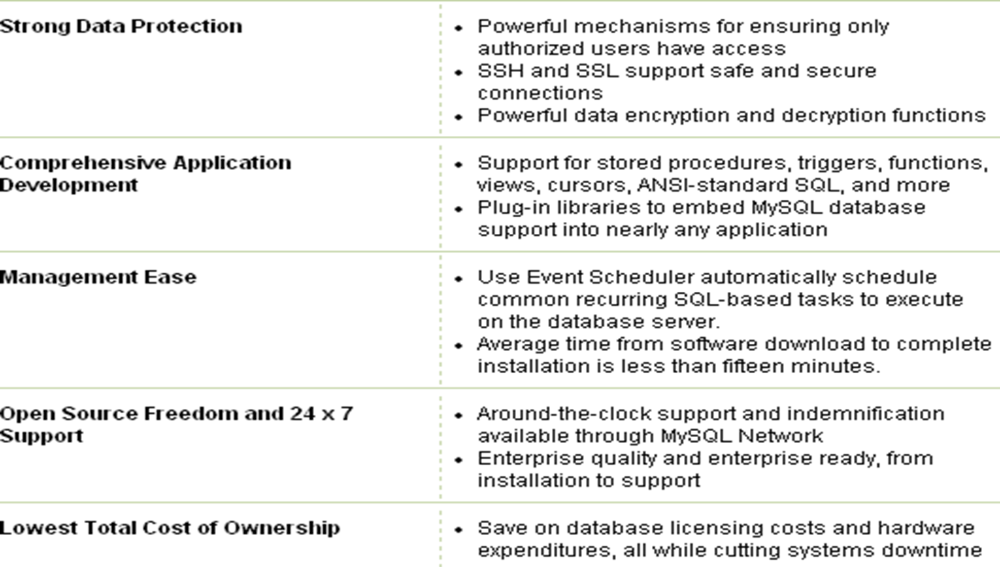 Strong Data Protection
• Powerful mechanisms for ensuring only
authorized users have access
• SSH and SSL support safe and secure
connections
• Powerful data encryption and decryption functions
Comprehensive Application
Development
• Support for stored procedures, triggers, functions,
views, cursors, ANSI-standard SQL, and more
• Plug-in libraries to embed MySQL database
support into nearly any application
Management Ease
• Use Event Scheduler automatically schedule
common recurring SQL-based tasks to execute
on the database server.
• Average time from software download to complete
installation is less than fifteen minutes.
Open Source Freedom and 24 x 7
Support
• Around-the-clock support and indemnification
available through MySQL Network
• Enterprise quality and enterprise ready, from
installation to support
Lowest Total Cost of Ownership
• Save on database licensing costs and hardware
expenditures, all while cutting systems downtime